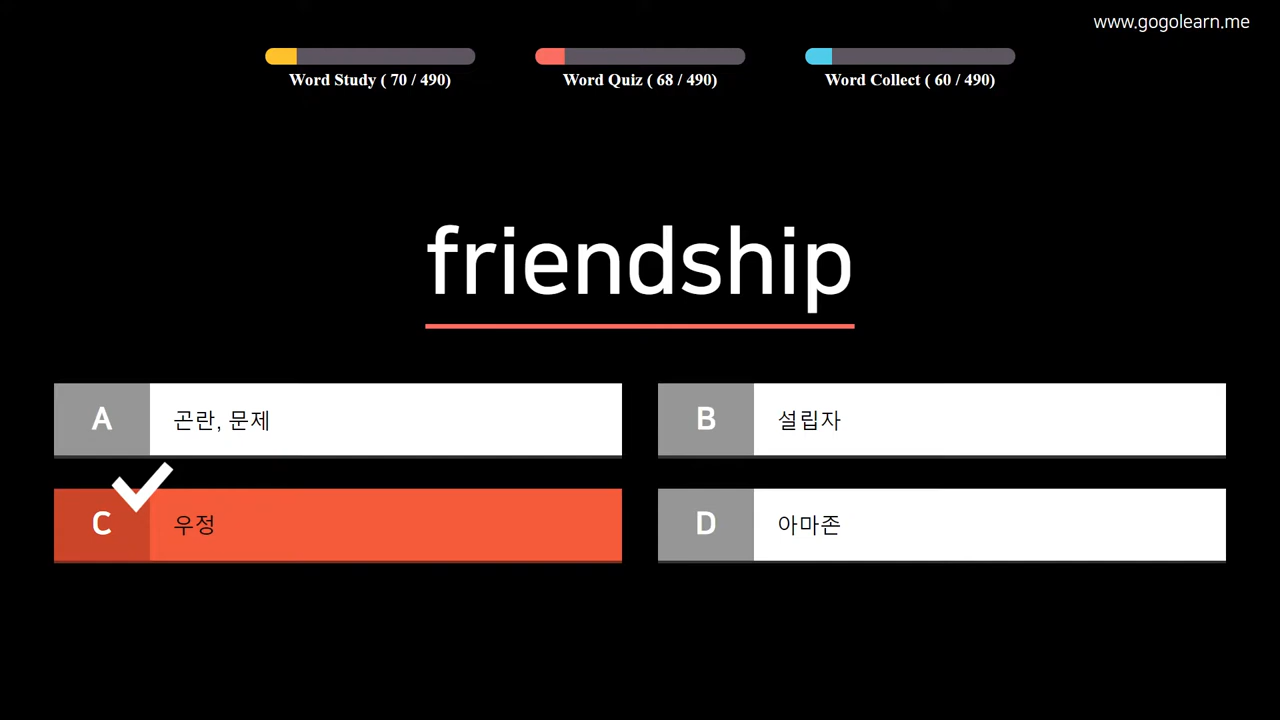 www.gogolearn.me
Word Study ( 70 / 490)
Word Quiz ( 68 / 490)
Word Collect ( 60 / 490)
friendship
A 곤란, 문제
B 설립자
C 우정
D 아마존